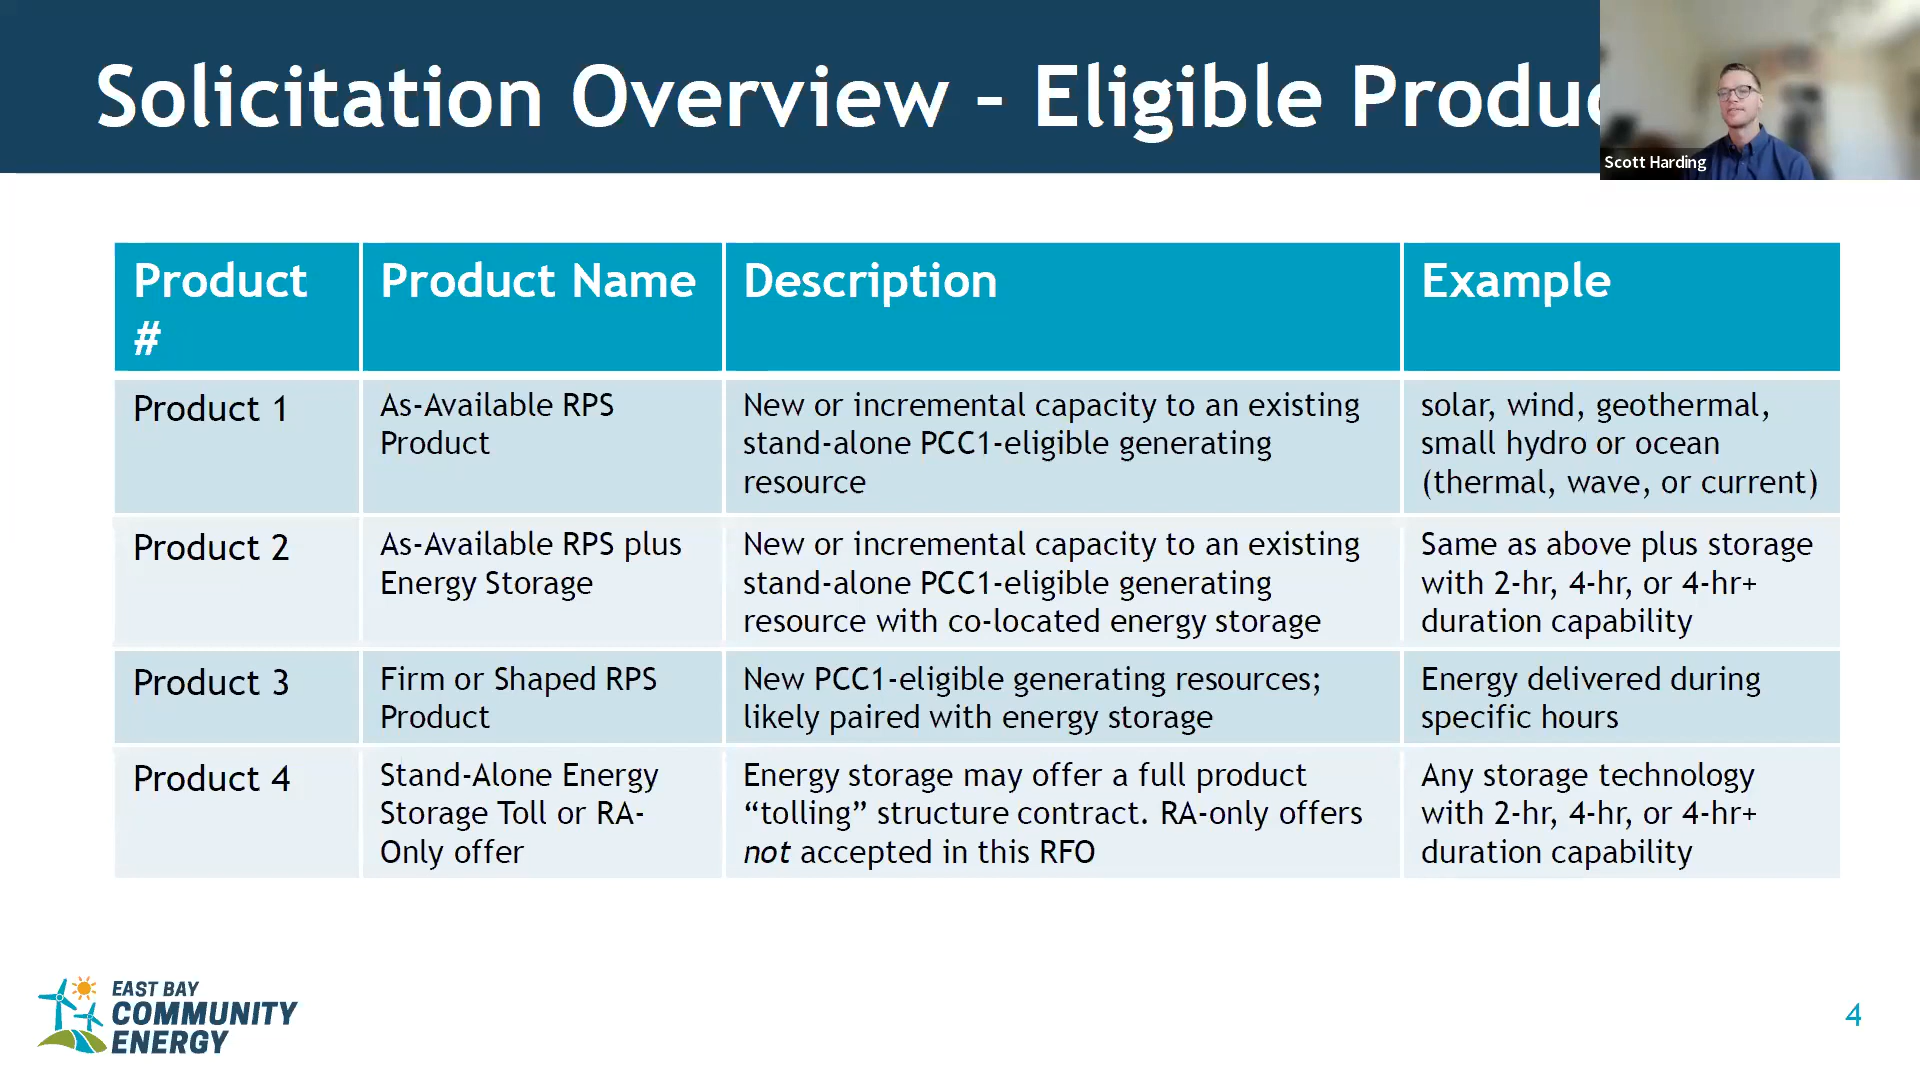 Solicitation Overview – Eligible Produc
Scott Harding
Product
#
Product Name
Description
Example
Product 1
As-Available RPS
Product
New or incremental capacity to an existing
stand-alone PCC1-eligible generating
resource
solar, wind, geothermal,
small hydro or ocean
(thermal, wave, or current)
Product 2
As-Available RPS plus
Energy Storage
New or incremental capacity to an existing
stand-alone PCC1-eligible generating
resource with co-located energy storage
Same as above plus storage
with 2-hr, 4-hr, or 4-hr+
duration capability
Product 3
Firm or Shaped RPS
Product
New PCC1-eligible generating resources;
likely paired with energy storage
Energy delivered during
specific hours
Product 4
Stand-Alone Energy
Storage Toll or RA-
Only offer
Energy storage may offer a full product
“tolling” structure contract. RA-only offers
not accepted in this RFO
Any storage technology
with 2-hr, 4-hr, or 4-hr+
duration capability
EAST BAY
COMMUNITY
ENERGY
4